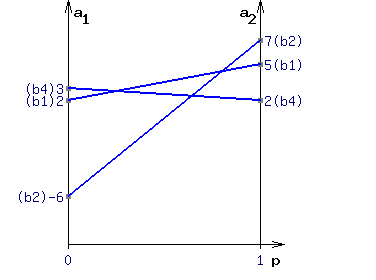 a1 a2
7(b2)
5(b1)
(b4)3
(b1)2 2(b4)
(b2)-6
0 1 p